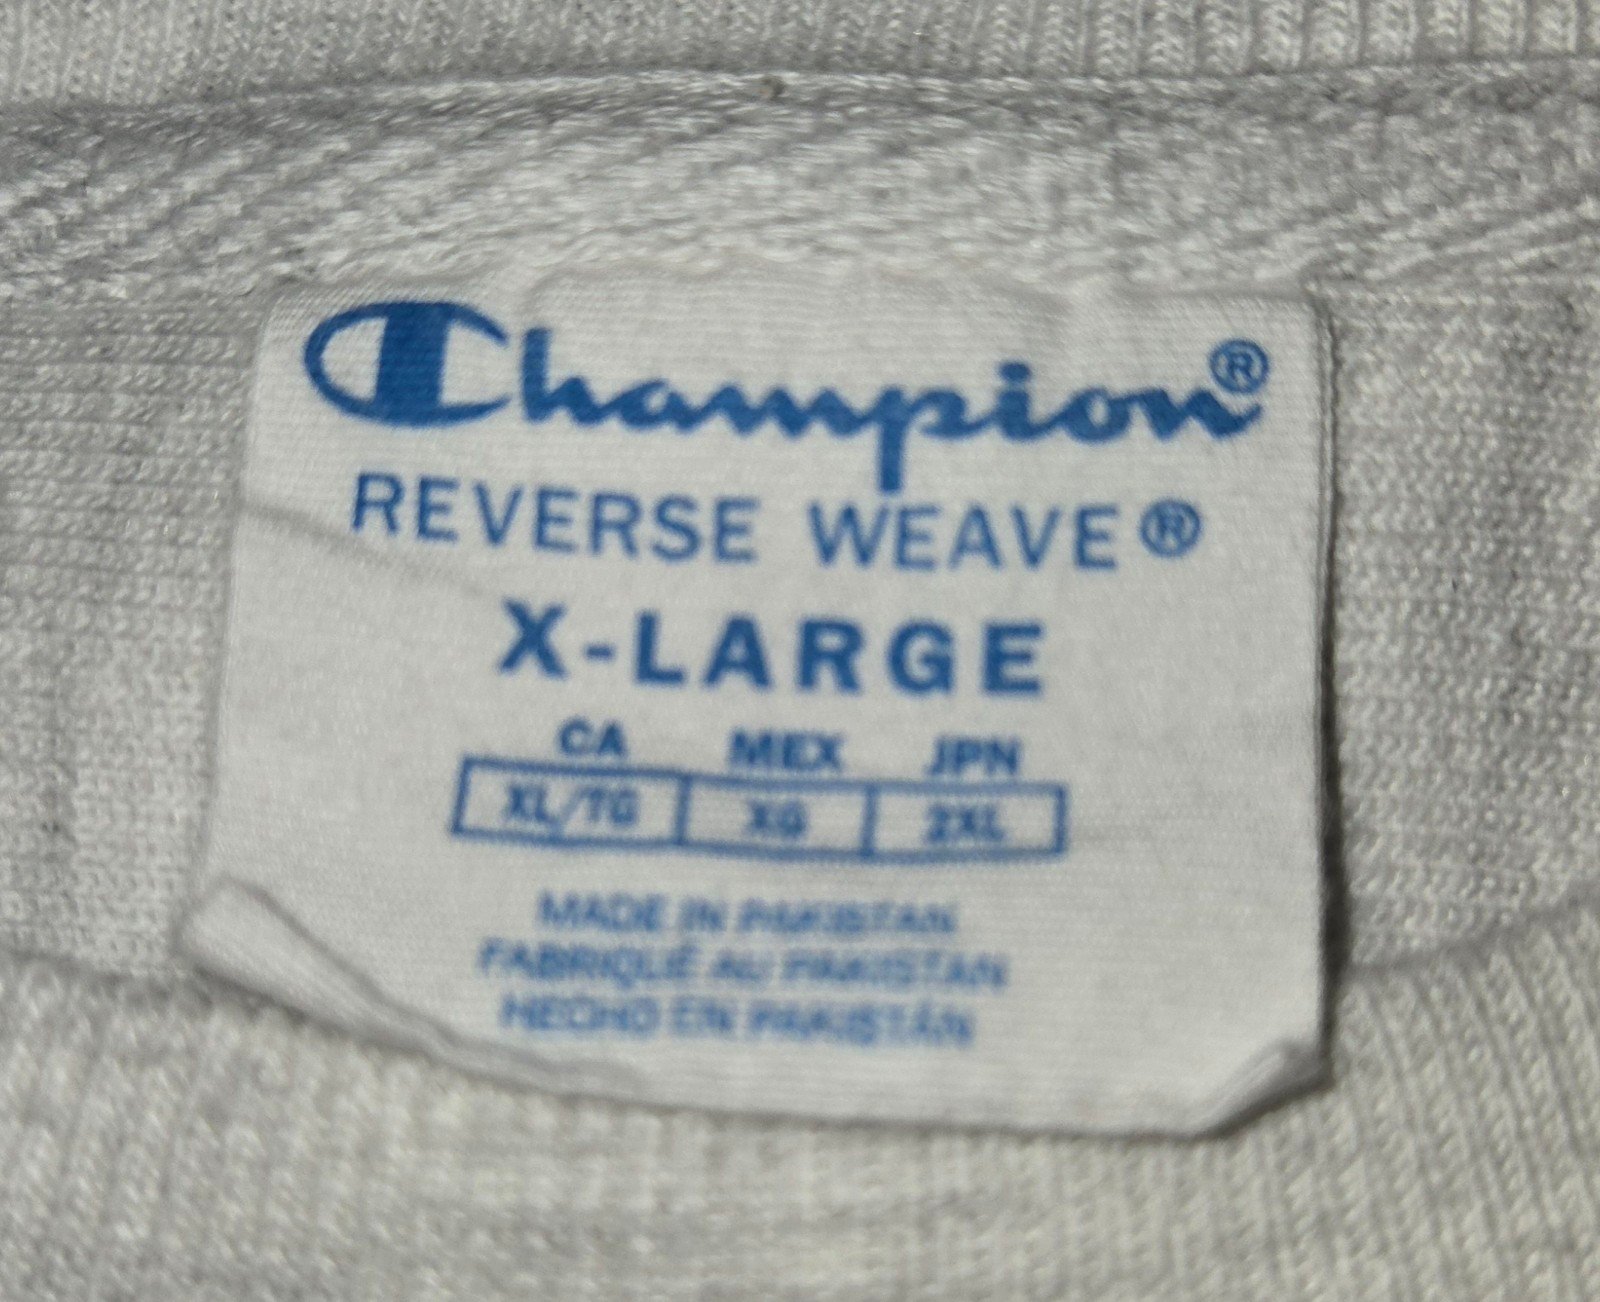 Champion®
REVERSE WEAVE®
X-LARGE
CA MEX JPN
XL/TG XG 2XL
MADE IN PAKISTAN
FABRIQUÉ AU PAKISTAN
HECHO EN PAKISTÁN